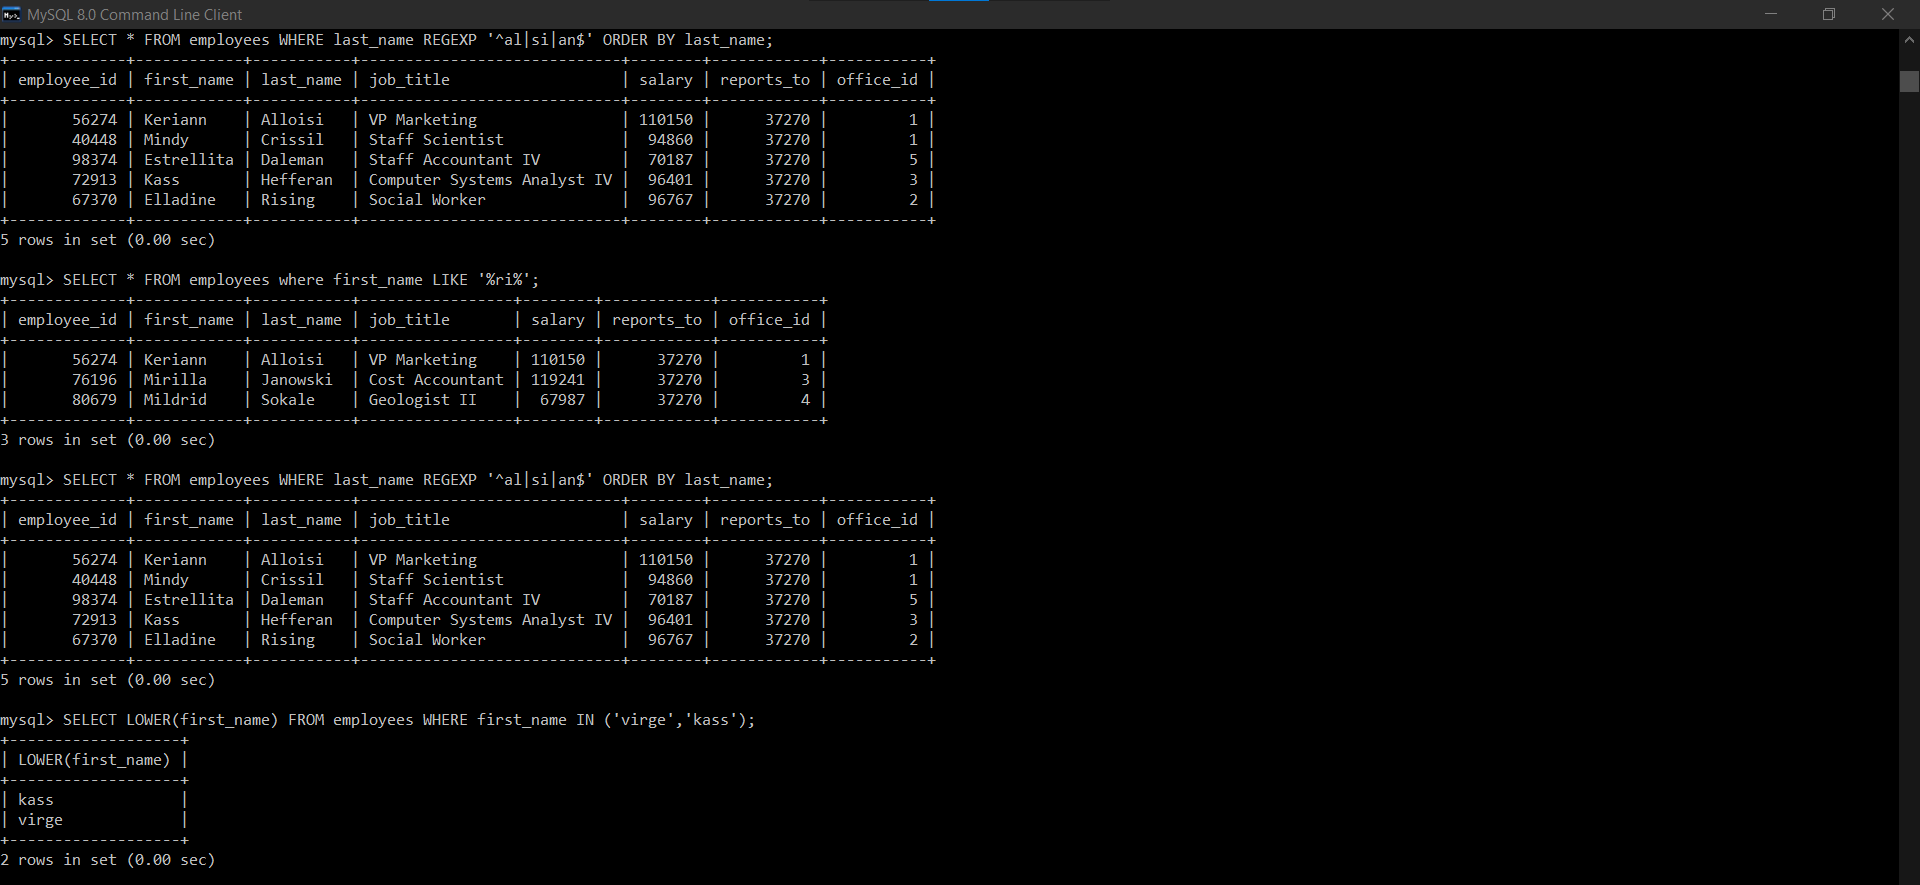 MySQL 8.0 Command Line Client
mysql> SELECT * FROM employees WHERE last_name REGEXP '^al|si|an$' ORDER BY last_name;
+-------------+------------+-----------+-----------------------------+--------+------------+-----------+
| employee_id | first_name | last_name | job_title                   | salary | reports_to | office_id |
+-------------+------------+-----------+-----------------------------+--------+------------+-----------+
|       56274 | Keriann    | Alloisi   | VP Marketing                | 110150 |      37270 |         1 |
|       40448 | Mindy      | Crissil   | Staff Scientist             |  94860 |      37270 |         1 |
|       98374 | Estrellita | Daleman   | Staff Accountant IV         |  70187 |      37270 |         5 |
|       72913 | Kass       | Hefferan  | Computer Systems Analyst IV |  96401 |      37270 |         3 |
|       67370 | Elladine   | Rising    | Social Worker               |  96767 |      37270 |         2 |
+-------------+------------+-----------+-----------------------------+--------+------------+-----------+
5 rows in set (0.00 sec)
mysql> SELECT * FROM employees where first_name LIKE '%ri%';
+-------------+------------+-----------+-----------------+--------+------------+-----------+
| employee_id | first_name | last_name | job_title       | salary | reports_to | office_id |
+-------------+------------+-----------+-----------------+--------+------------+-----------+
|       56274 | Keriann    | Alloisi   | VP Marketing    | 110150 |      37270 |         1 |
|       76196 | Mirilla    | Janowski  | Cost Accountant | 119241 |      37270 |         3 |
|       80679 | Mildrid    | Sokale    | Geologist II    |  67987 |      37270 |         4 |
+-------------+------------+-----------+-----------------+--------+------------+-----------+
3 rows in set (0.00 sec)
mysql> SELECT * FROM employees WHERE last_name REGEXP '^al|si|an$' ORDER BY last_name;
+-------------+------------+-----------+-----------------------------+--------+------------+-----------+
| employee_id | first_name | last_name | job_title                   | salary | reports_to | office_id |
+-------------+------------+-----------+-----------------------------+--------+------------+-----------+
|       56274 | Keriann    | Alloisi   | VP Marketing                | 110150 |      37270 |         1 |
|       40448 | Mindy      | Crissil   | Staff Scientist             |  94860 |      37270 |         1 |
|       98374 | Estrellita | Daleman   | Staff Accountant IV         |  70187 |      37270 |         5 |
|       72913 | Kass       | Hefferan  | Computer Systems Analyst IV |  96401 |      37270 |         3 |
|       67370 | Elladine   | Rising    | Social Worker               |  96767 |      37270 |         2 |
+-------------+------------+-----------+-----------------------------+--------+------------+-----------+
5 rows in set (0.00 sec)
mysql> SELECT LOWER(first_name) FROM employees WHERE first_name IN ('virge','kass');
+-------------------+
| LOWER(first_name) |
+-------------------+
| kass              |
| virge             |
+-------------------+
2 rows in set (0.00 sec)